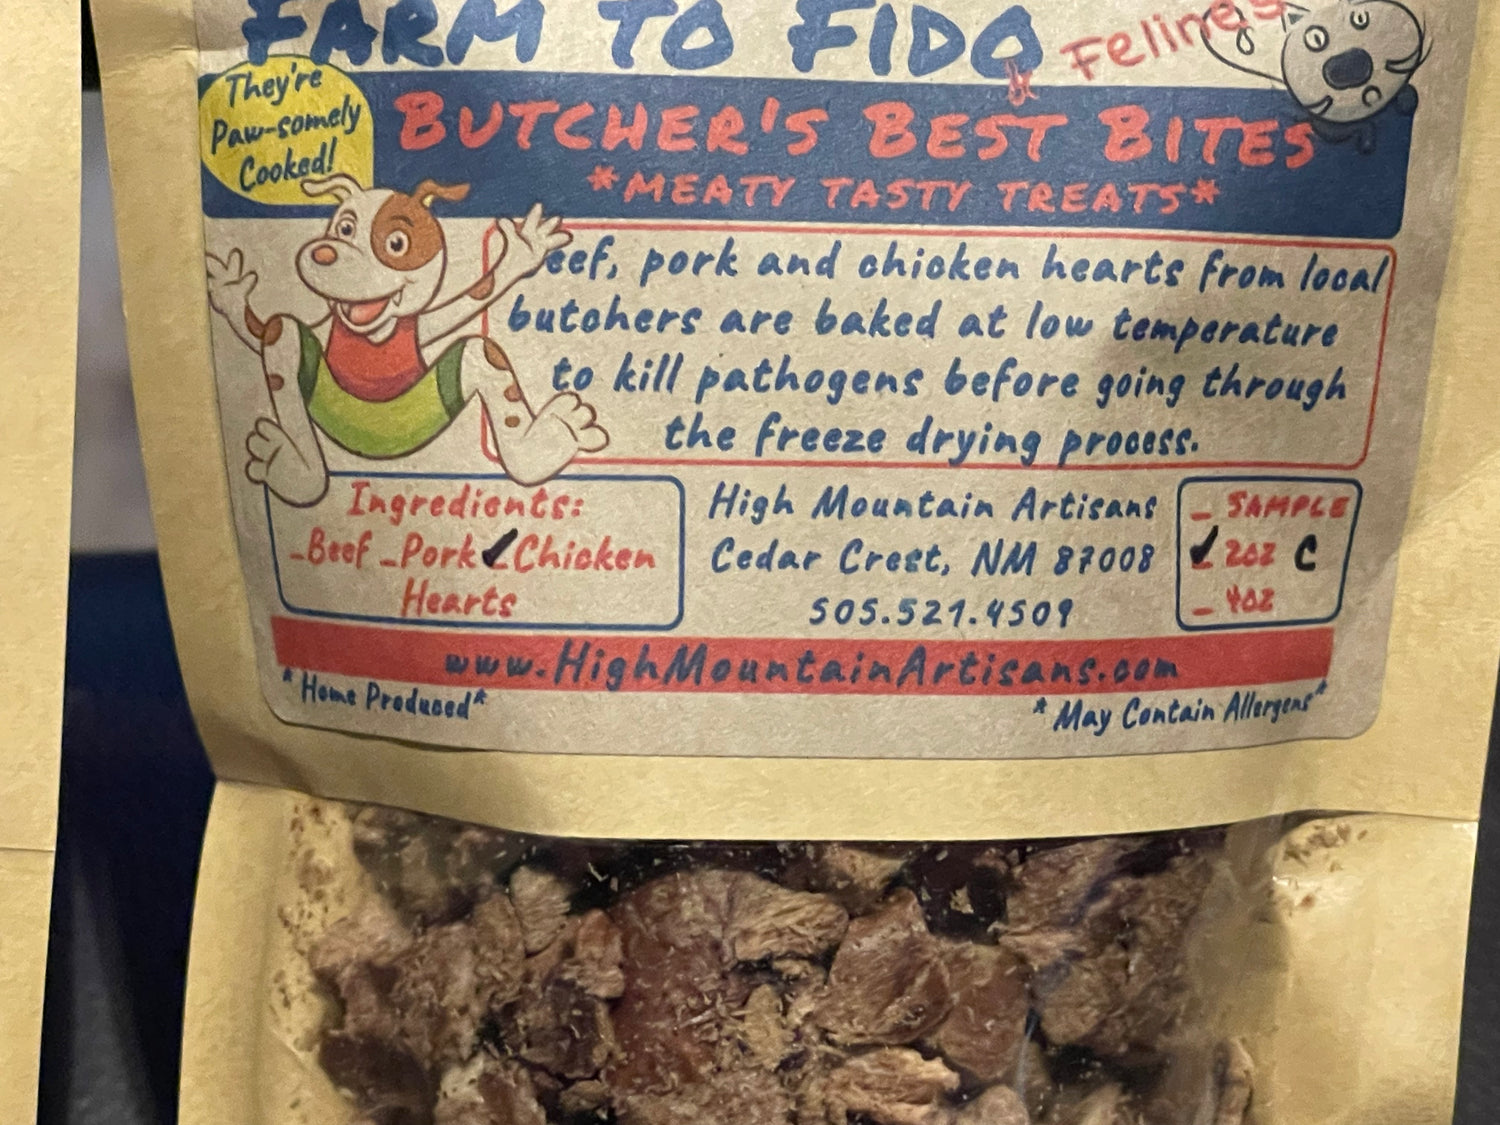 FARM TO FIDO
& Felines
They're
Paw-somely
Cooked!
BUTCHER'S BEST BITES
*MEATY TASTY TREATS*
eef, pork and chicken hearts from local
butchers are baked at low temperature
to kill pathogens before going through
the freeze drying process.
Ingredients:
_Beef _Pork ✓Chicken
Hearts
High Mountain Artisans
Cedar Crest, NM 87008
505.521.4509
_ SAMPLE
✓ 2oz C
_ 4oz
www.HighMountainArtisans.com
*Home Produced*
*May Contain Allergens*